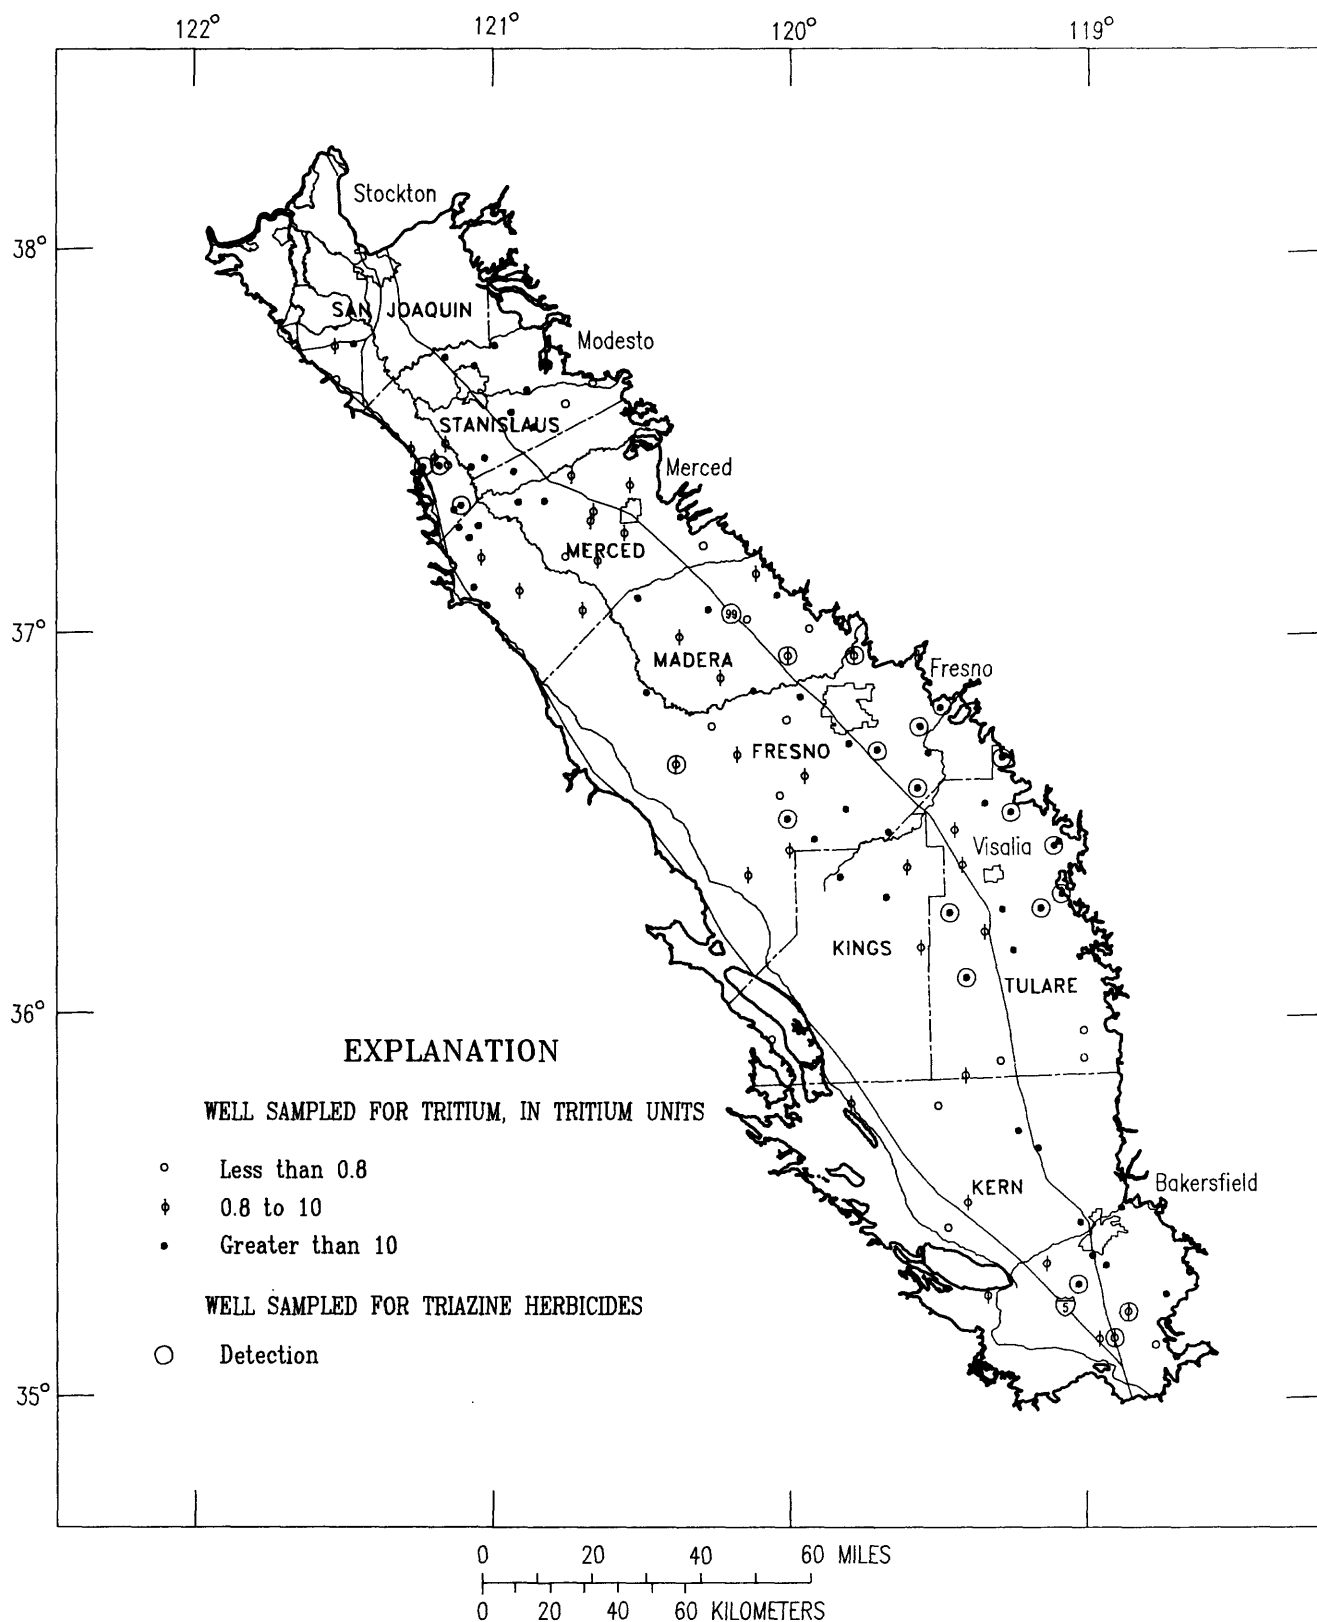 122° 121° 120° 119°
Stockton
38°
SAN JOAQUIN
Modesto
STANISLAUS
Merced
MERCED
99
37°
MADERA
Fresno
FRESNO
Visalia
KINGS
TULARE
36°
EXPLANATION
WELL SAMPLED FOR TRITIUM, IN TRITIUM UNITS
Less than 0.8
0.8 to 10
Greater than 10
KERN
Bakersfield
WELL SAMPLED FOR TRIAZINE HERBICIDES
5
Detection
35°
0 20 40 60 MILES
0 20 40 60 KILOMETERS